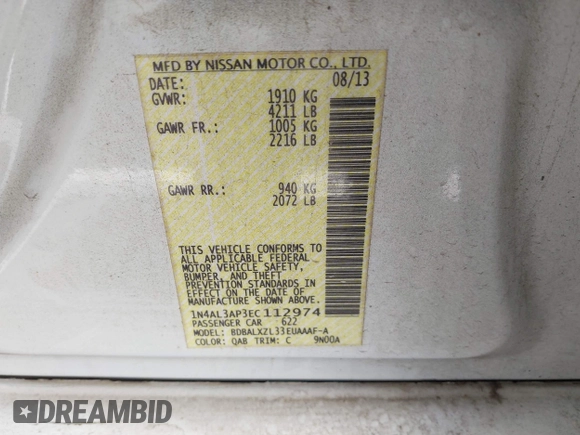 MFD BY NISSAN MOTOR CO., LTD.
DATE: 08/13
GVWR: 1910 KG
4211 LB
GAWR FR.: 1005 KG
2216 LB
GAWR RR.: 940 KG
2072 LB
THIS VEHICLE CONFORMS TO
ALL APPLICABLE FEDERAL
MOTOR VEHICLE SAFETY,
BUMPER, AND THEFT
PREVENTION STANDARDS IN
EFFECT ON THE DATE OF
MANUFACTURE SHOWN ABOVE.
1N4AL3AP3EC112974
PASSENGER CAR 622
MODEL: BDBALXZL33EUAAAF-A
COLOR: QAB TRIM: C 9N00A
DREAMBID